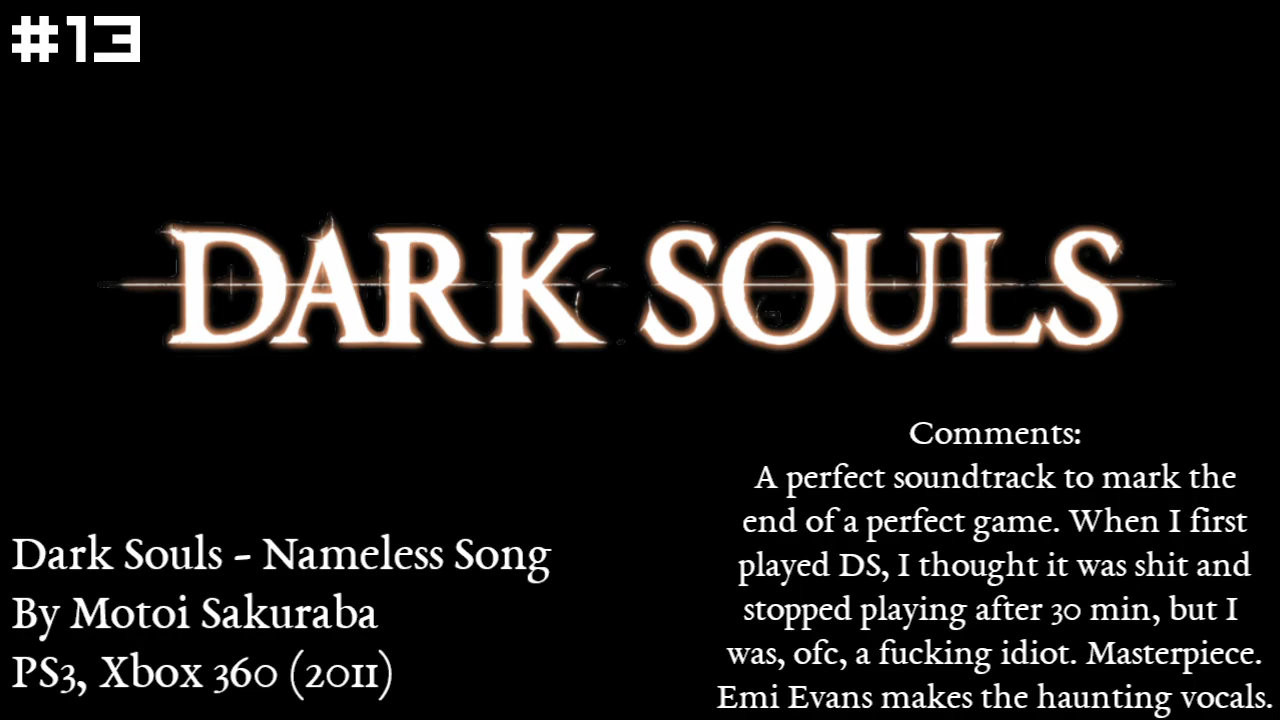 #13
DARK SOULS
Dark Souls - Nameless Song
By Motoi Sakuraba
PS3, Xbox 360 (2011)
Comments:
A perfect soundtrack to mark the
end of a perfect game. When I first
played DS, I thought it was shit and
stopped playing after 30 min, but I
was, ofc, a fucking idiot. Masterpiece.
Emi Evans makes the haunting vocals.